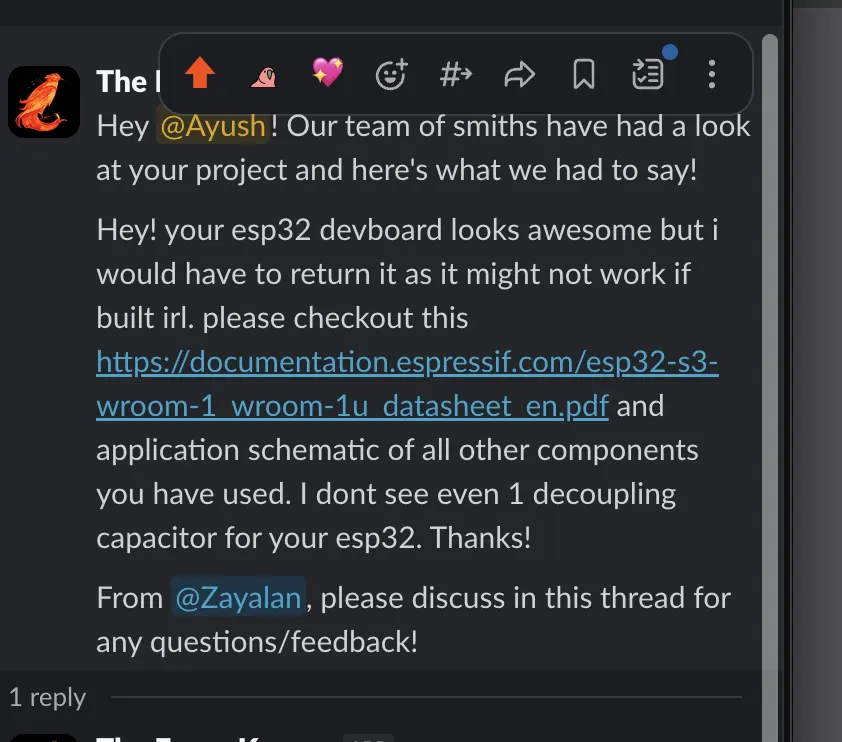 The
Hey @Ayush! Our team of smiths have had a look
at your project and here's what we had to say!
Hey! your esp32 devboard looks awesome but i
would have to return it as it might not work if
built irl. please checkout this
https://documentation.espressif.com/esp32-s3-
wroom-1_wroom-1u_datasheet_en.pdf and
application schematic of all other components
you have used. I dont see even 1 decoupling
capacitor for your esp32. Thanks!
From @Zayalan, please discuss in this thread for
any questions/feedback!
1 reply